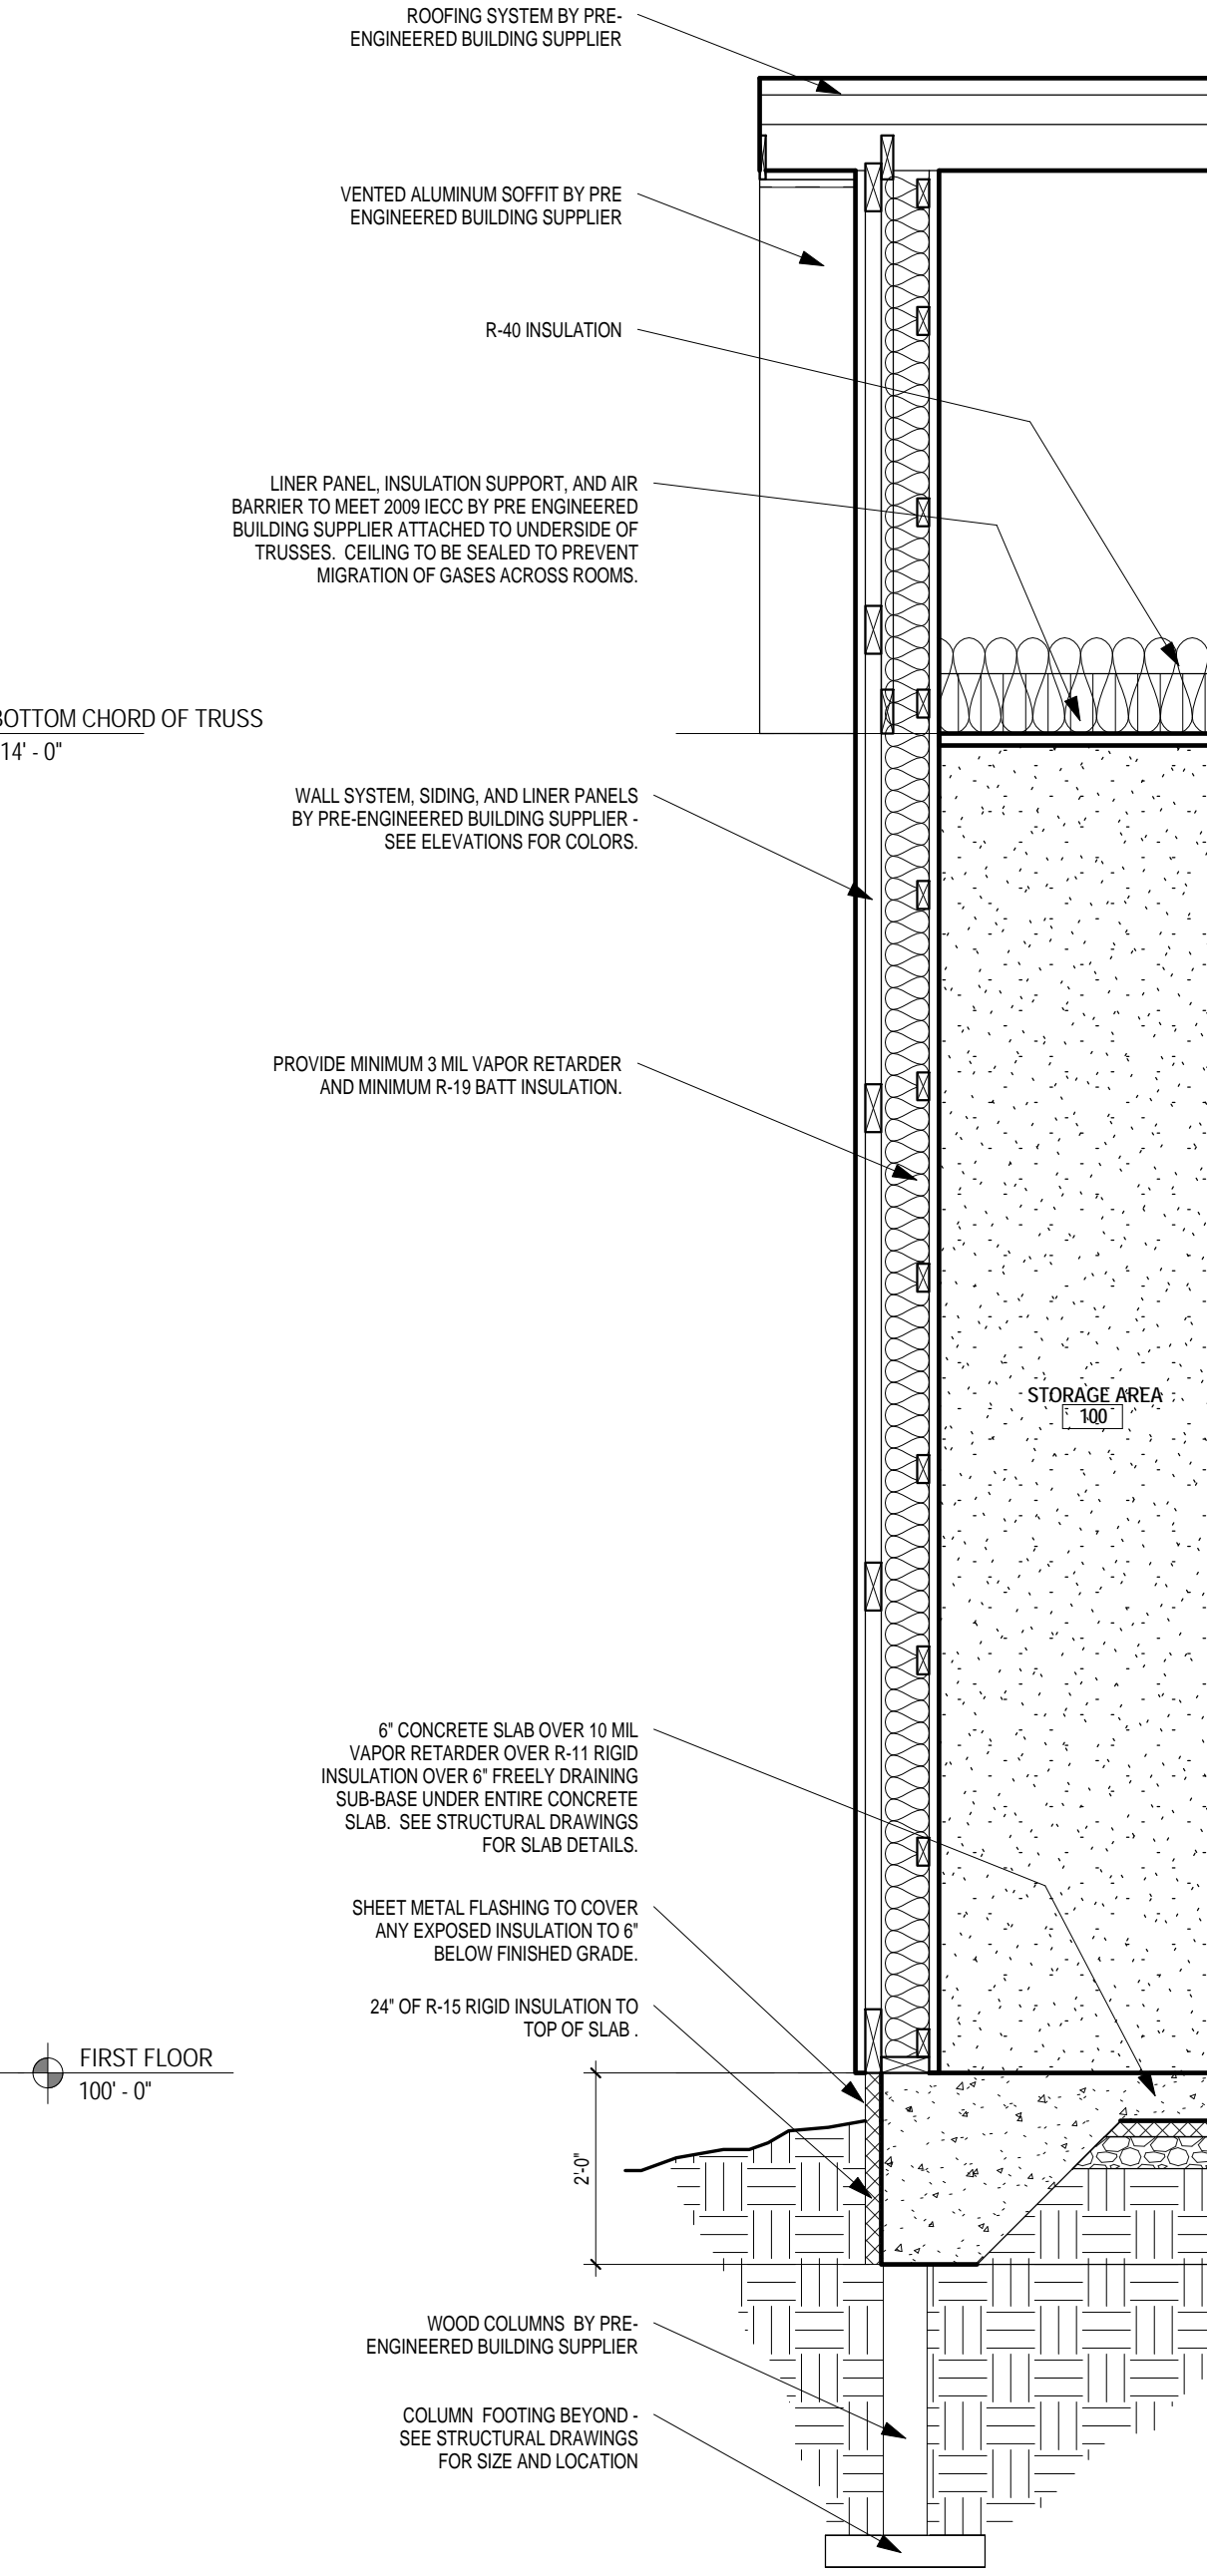 ROOFING SYSTEM BY PRE-
ENGINEERED BUILDING SUPPLIER
VENTED ALUMINUM SOFFIT BY PRE
ENGINEERED BUILDING SUPPLIER
R-40 INSULATION
LINER PANEL, INSULATION SUPPORT, AND AIR
BARRIER TO MEET 2009 IECC BY PRE ENGINEERED
BUILDING SUPPLIER ATTACHED TO UNDERSIDE OF
TRUSSES. CEILING TO BE SEALED TO PREVENT
MIGRATION OF GASES ACROSS ROOMS.
BOTTOM CHORD OF TRUSS
14' - 0"
WALL SYSTEM, SIDING, AND LINER PANELS
BY PRE-ENGINEERED BUILDING SUPPLIER -
SEE ELEVATIONS FOR COLORS.
PROVIDE MINIMUM 3 MIL VAPOR RETARDER
AND MINIMUM R-19 BATT INSULATION.
STORAGE AREA
100
6" CONCRETE SLAB OVER 10 MIL
VAPOR RETARDER OVER R-11 RIGID
INSULATION OVER 6" FREELY DRAINING
SUB-BASE UNDER ENTIRE CONCRETE
SLAB. SEE STRUCTURAL DRAWINGS
FOR SLAB DETAILS.
SHEET METAL FLASHING TO COVER
ANY EXPOSED INSULATION TO 6"
BELOW FINISHED GRADE.
24" OF R-15 RIGID INSULATION TO
TOP OF SLAB .
FIRST FLOOR
100' - 0"
2'-0"
WOOD COLUMNS BY PRE-
ENGINEERED BUILDING SUPPLIER
COLUMN FOOTING BEYOND -
SEE STRUCTURAL DRAWINGS
FOR SIZE AND LOCATION